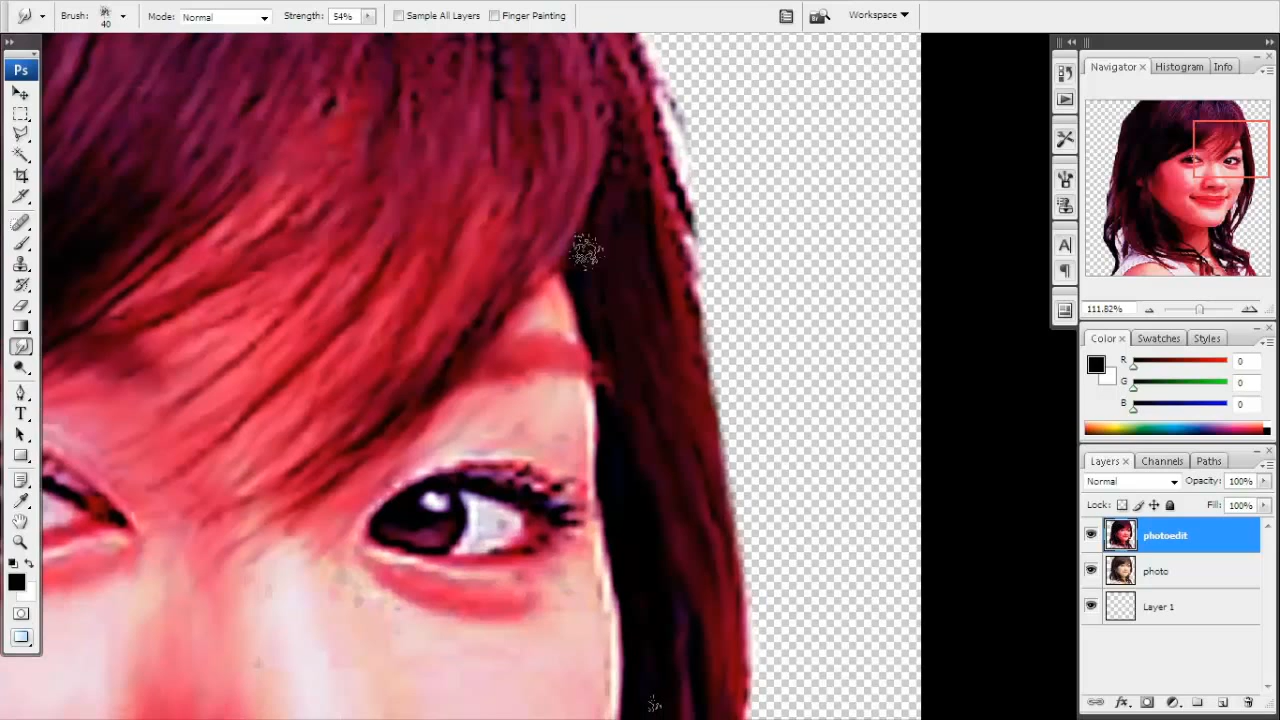 Brush: 40 Mode: Normal Strength: 54% Sample All Layers Finger Painting Workspace
Ps
Navigator Histogram Info
111.82%
Color Swatches Styles
R 0
G 0
B 0
Layers Channels Paths
Normal Opacity: 100%
Lock: Fill: 100%
photoedit
photo
Layer 1